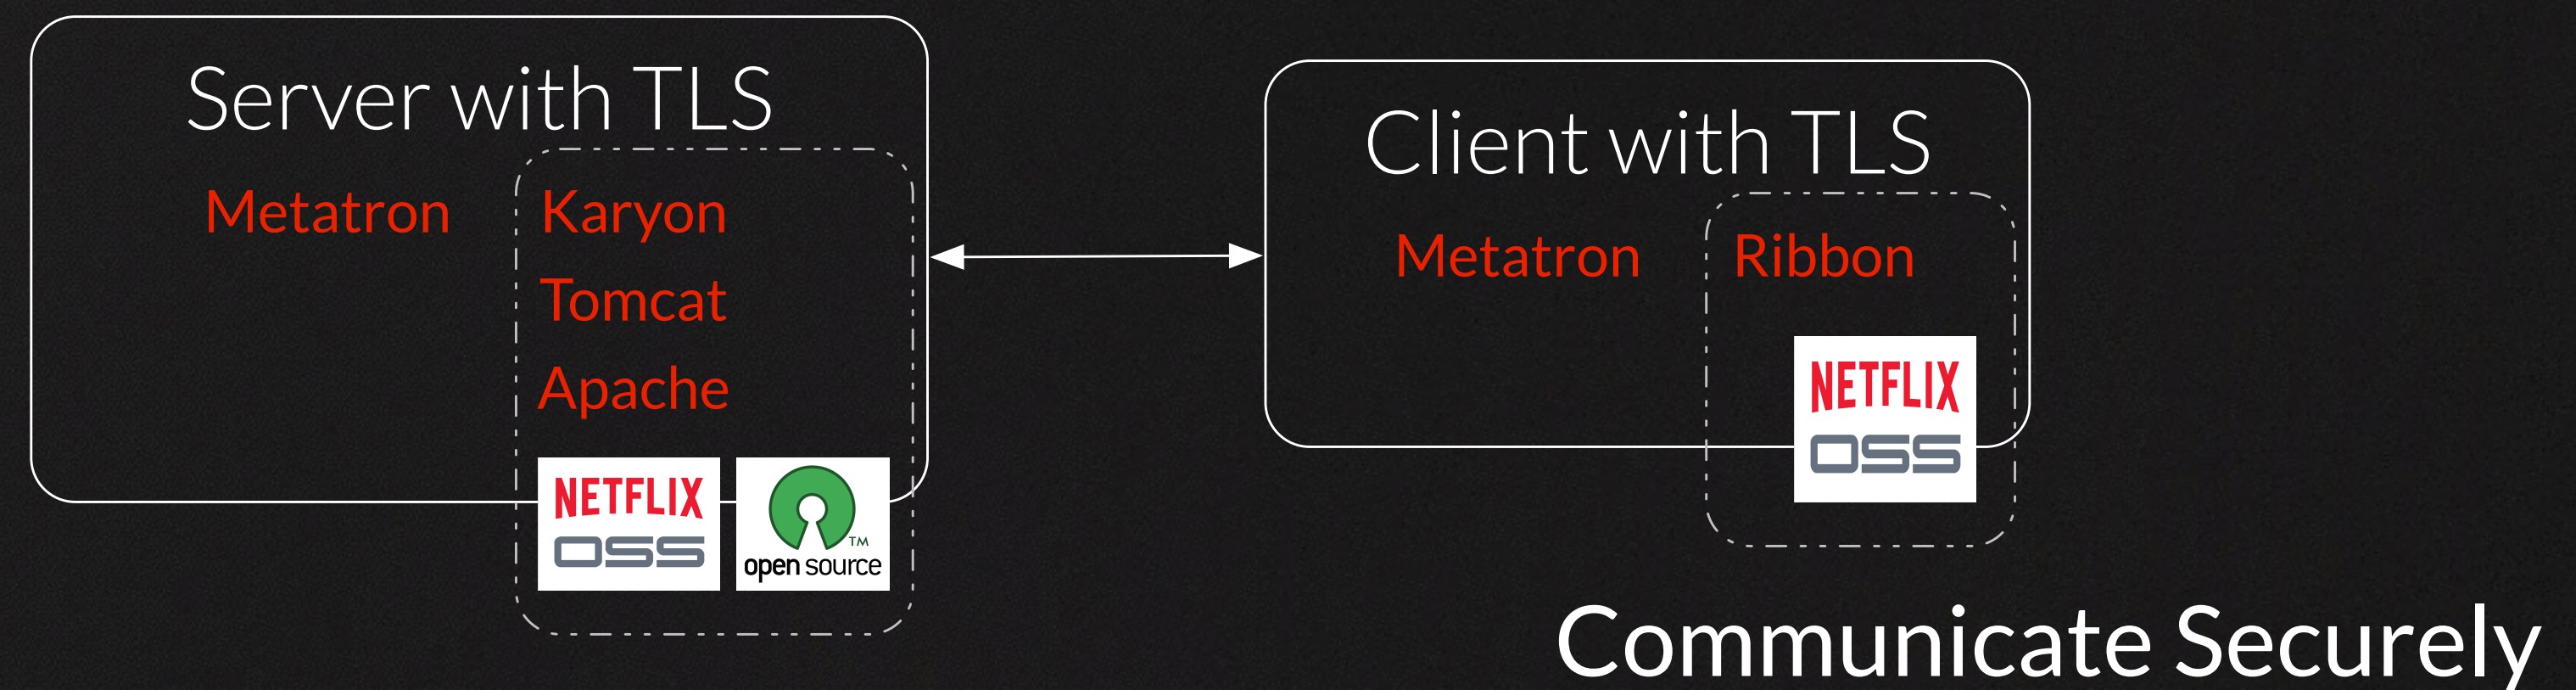 Server with TLS
Metatron
Karyon
Tomcat
Apache
NETFLIX
OSS
open source
TM
Client with TLS
Metatron
Ribbon
NETFLIX
OSS
Communicate Securely